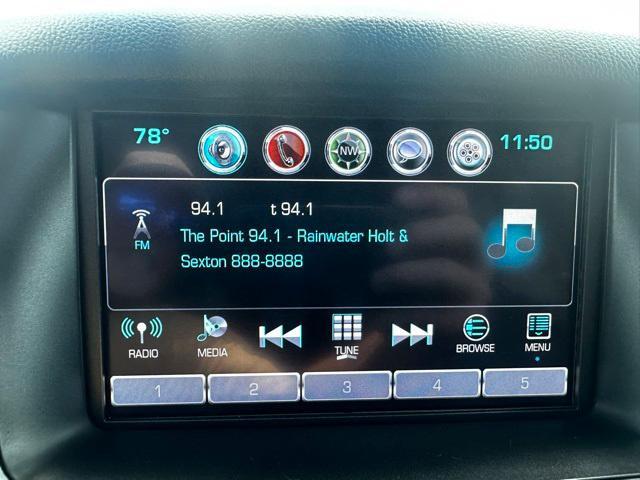 78° NW 11:50
94.1 t 94.1
FM
The Point 94.1 - Rainwater Holt &
Sexton 888-8888
RADIO MEDIA TUNE BROWSE MENU
1 2 3 4 5